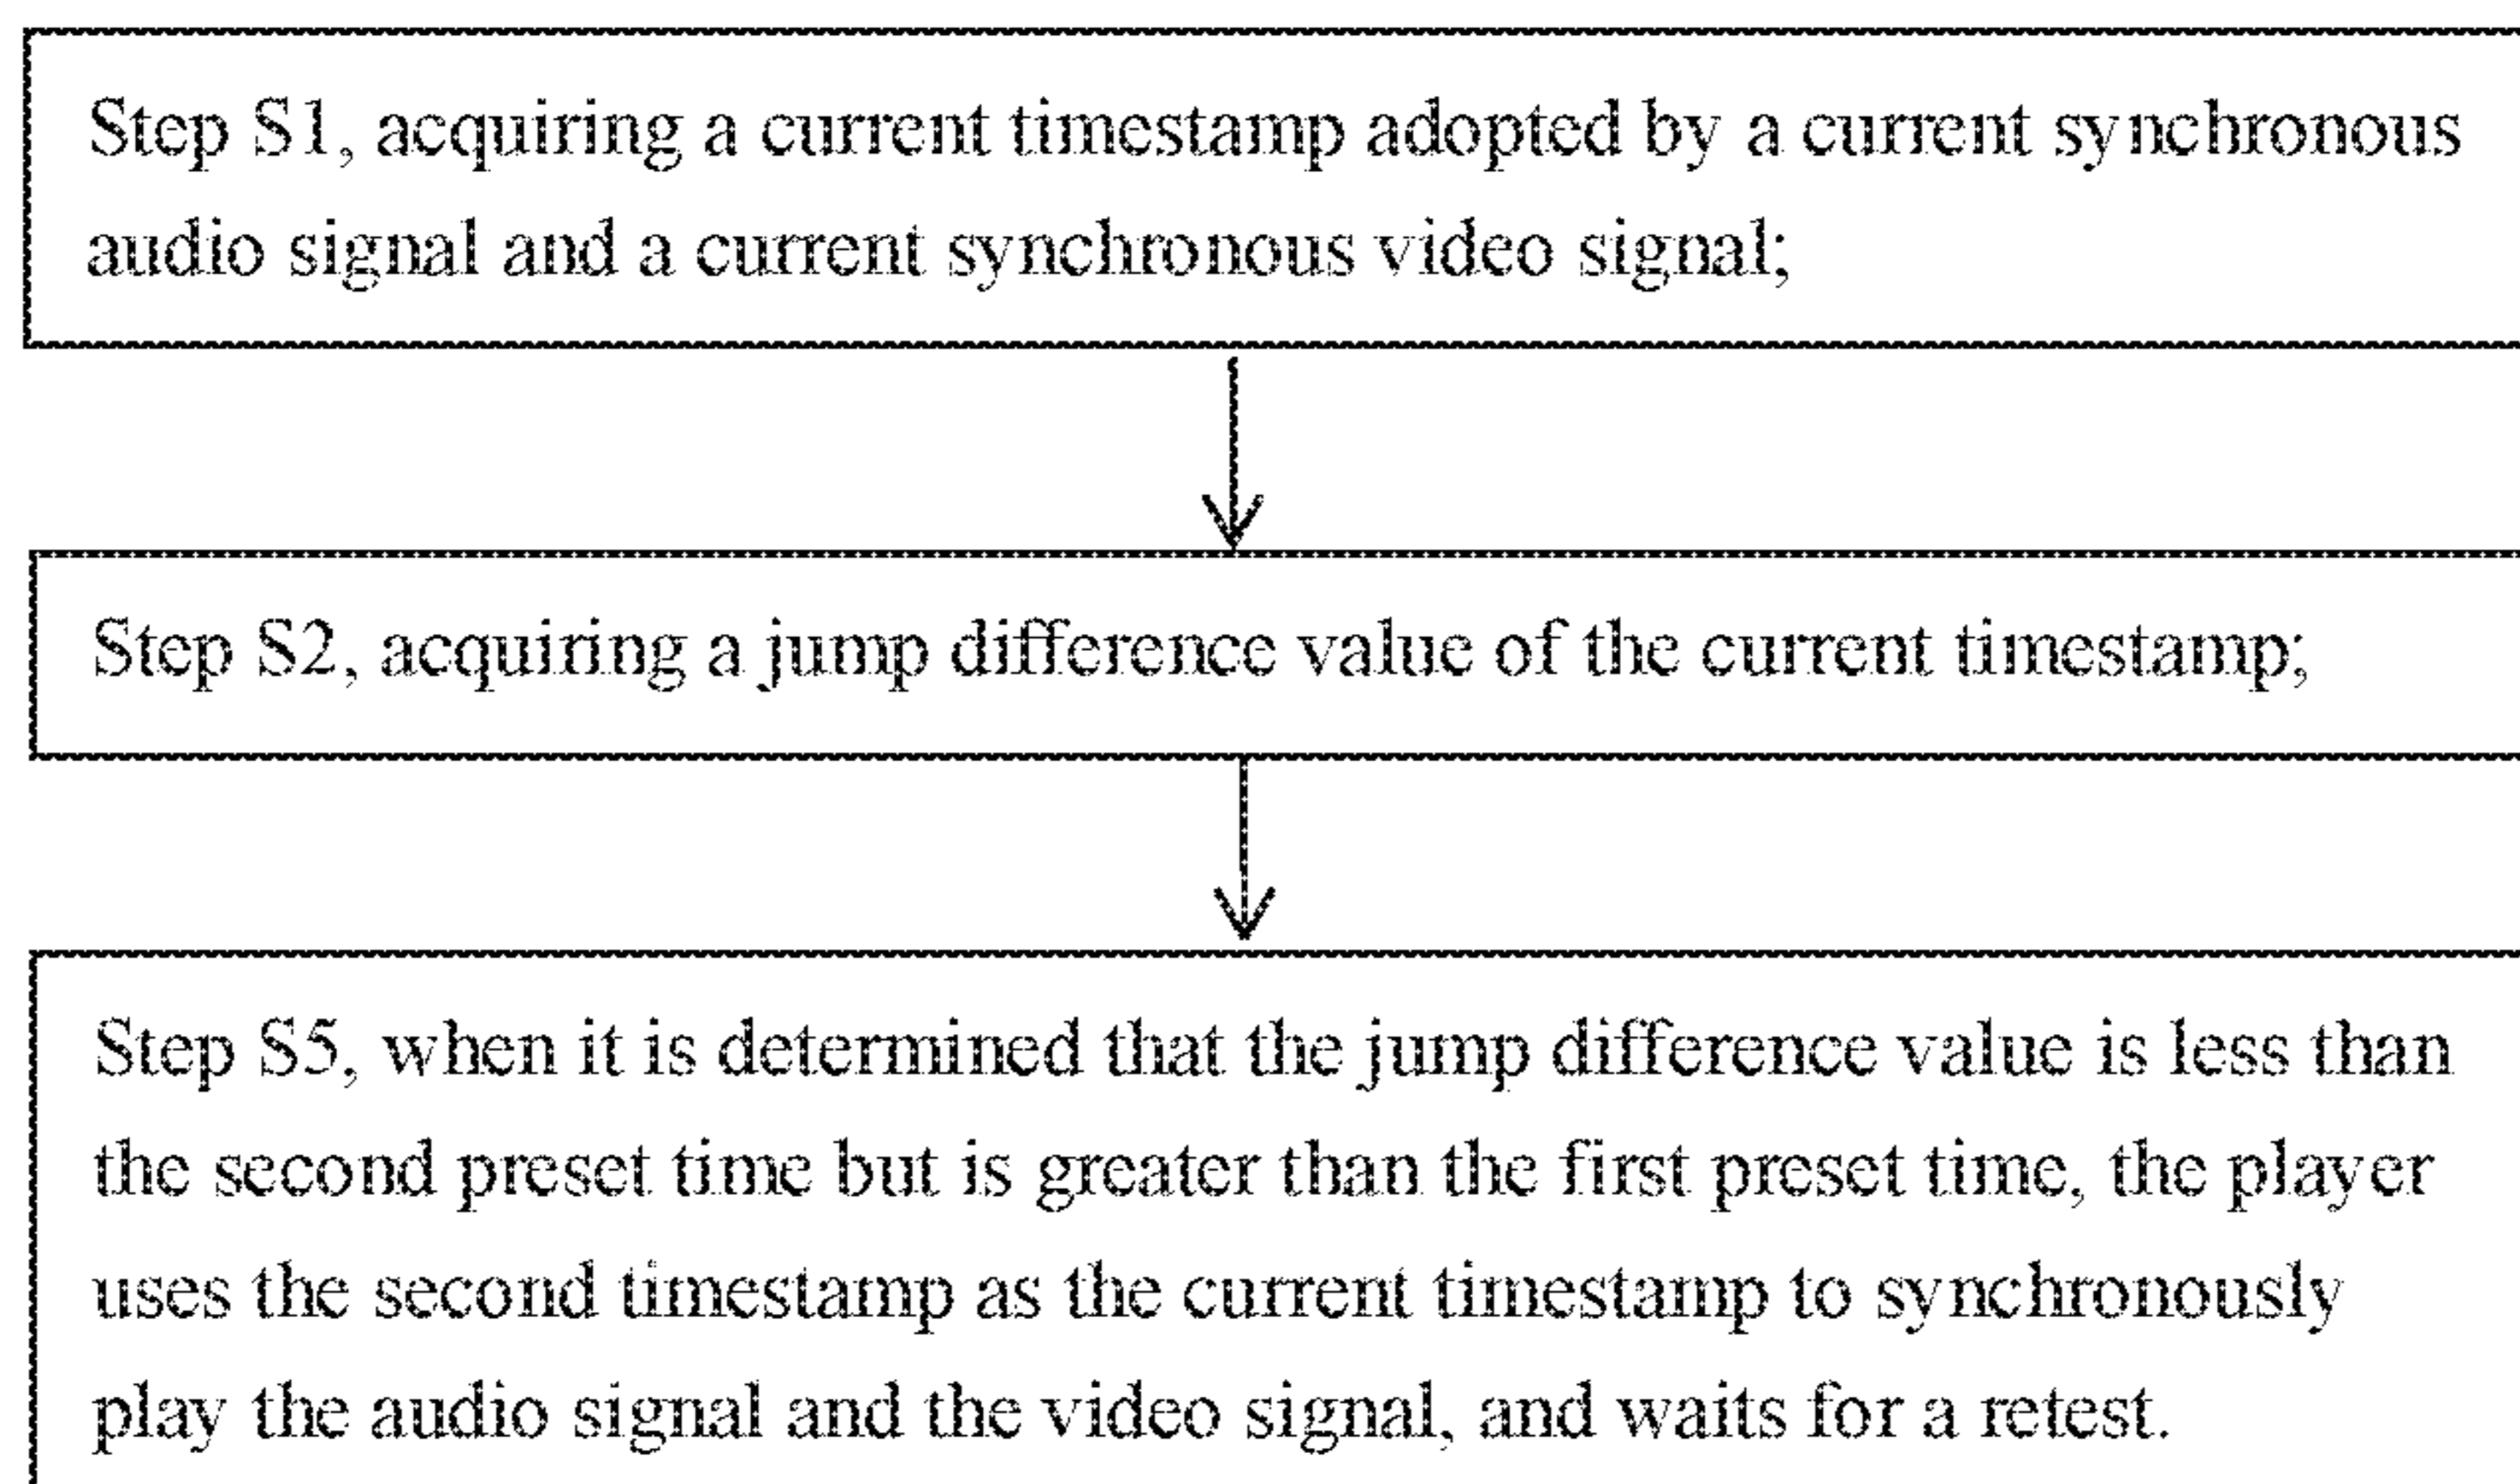 Step S1, acquiring a current timestamp adopted by a current synchronous
audio signal and a current synchronous video signal;
Step S2, acquiring a jump difference value of the current timestamp;
Step S5, when it is determined that the jump difference value is less than
the second preset time but is greater than the first preset time, the player
uses the second timestamp as the current timestamp to synchronously
play the audio signal and the video signal, and waits for a retest.